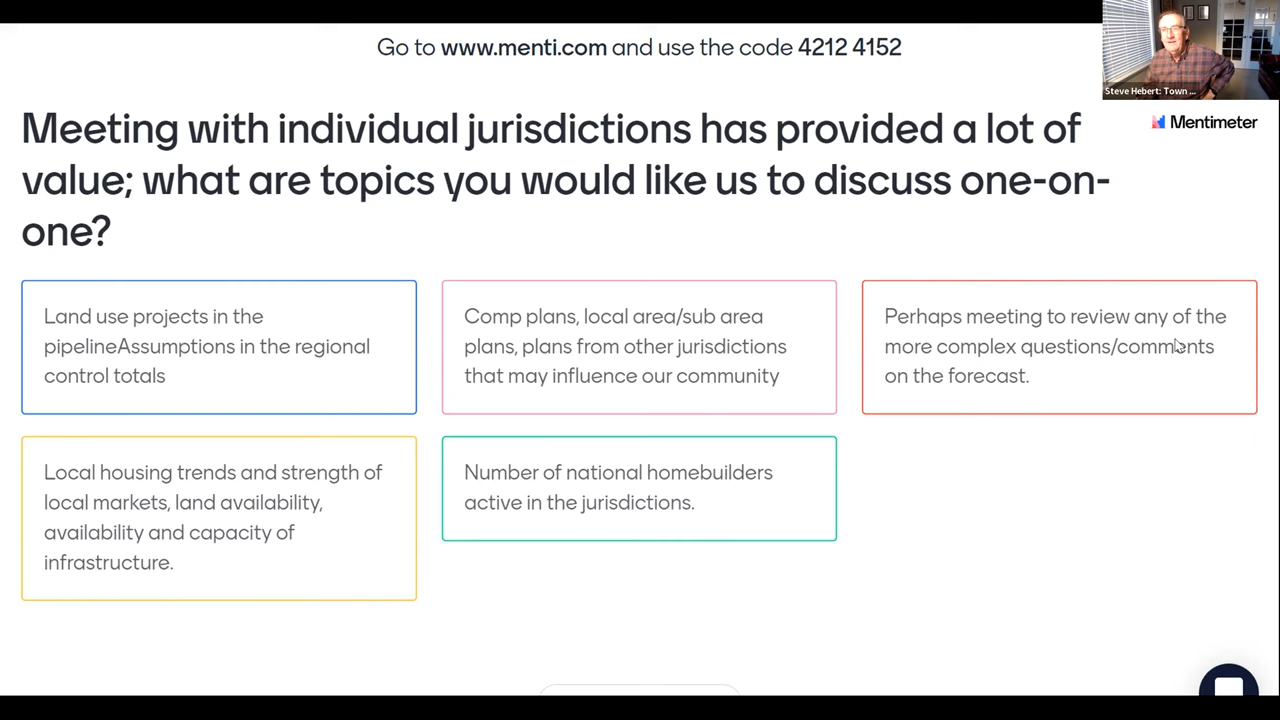 Go to www.menti.com and use the code 4212 4152
Steve Hebert: Town ...
Mentimeter
Meeting with individual jurisdictions has provided a lot of
value; what are topics you would like us to discuss one-on-
one?
Land use projects in the
pipelineAssumptions in the regional
control totals
Comp plans, local area/sub area
plans, plans from other jurisdictions
that may influence our community
Perhaps meeting to review any of the
more complex questions/comments
on the forecast.
Local housing trends and strength of
local markets, land availability,
availability and capacity of
infrastructure.
Number of national homebuilders
active in the jurisdictions.